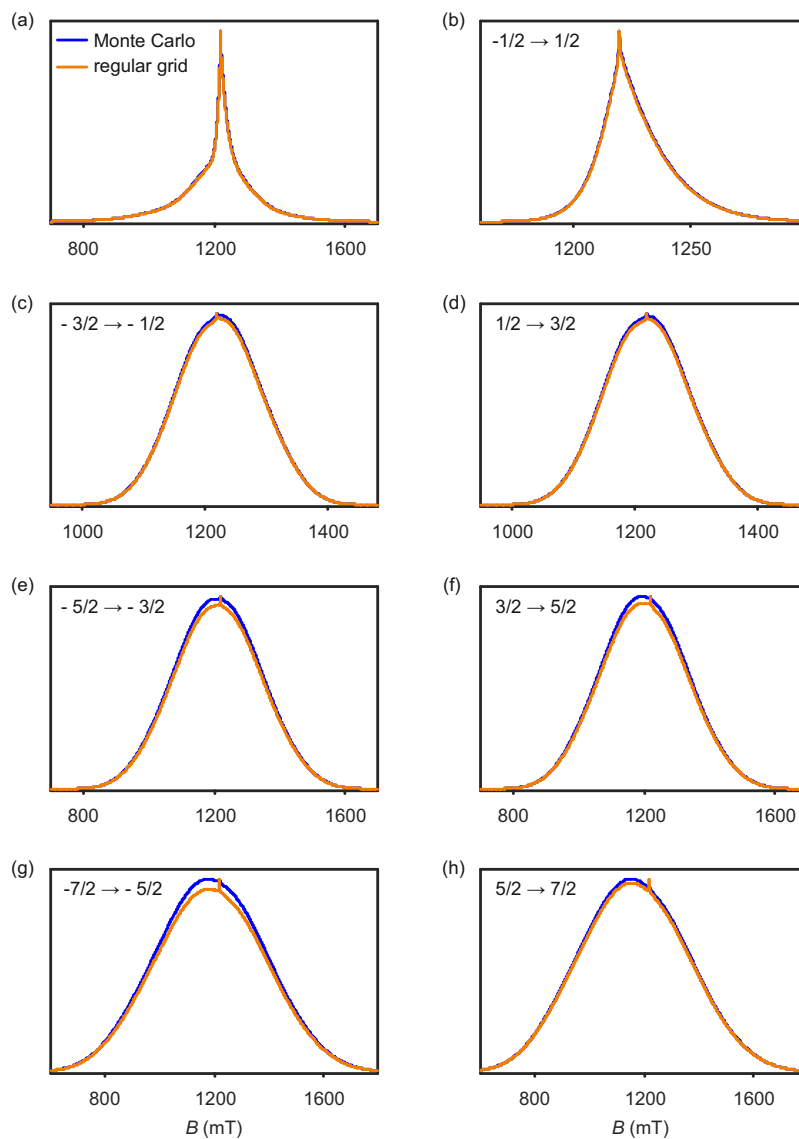 (a)
Monte Carlo
regular grid
800 1200 1600
(b)
-1/2 → 1/2
1200 1250
(c)
- 3/2 → - 1/2
1000 1200 1400
(d)
1/2 → 3/2
1000 1200 1400
(e)
- 5/2 → - 3/2
800 1200 1600
(f)
3/2 → 5/2
800 1200 1600
(g)
-7/2 → - 5/2
800 1200 1600
B (mT)
(h)
5/2 → 7/2
800 1200 1600
B (mT)